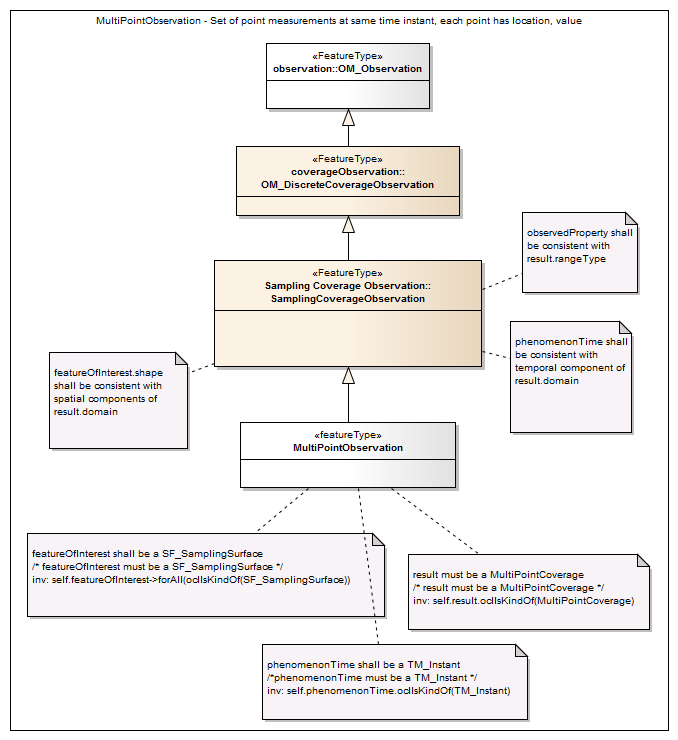 MultiPointObservation - Set of point measurements at same time instant, each point has location, value
«FeatureType»
observation::OM_Observation
«FeatureType»
coverageObservation::
OM_DiscreteCoverageObservation
«FeatureType»
Sampling Coverage Observation::
SamplingCoverageObservation
observedProperty shall
be consistent with
result.rangeType
phenomenonTime shall
be consistent with
temporal component of
result.domain
featureOfInterest.shape
shall be consistent with
spatial components of
result.domain
«featureType»
MultiPointObservation
featureOfInterest shall be a SF_SamplingSurface
/* featureOfInterest must be a SF_SamplingSurface */
inv: self.featureOfInterest->forAll(oclIsKindOf(SF_SamplingSurface))
result must be a MultiPointCoverage
/* result must be a MultiPointCoverage */
inv: self.result.oclIsKindOf(MultiPointCoverage)
phenomenonTime shall be a TM_Instant
/*phenomenonTime must be a TM_Instant */
inv: self.phenomenonTime.oclIsKindOf(TM_Instant)